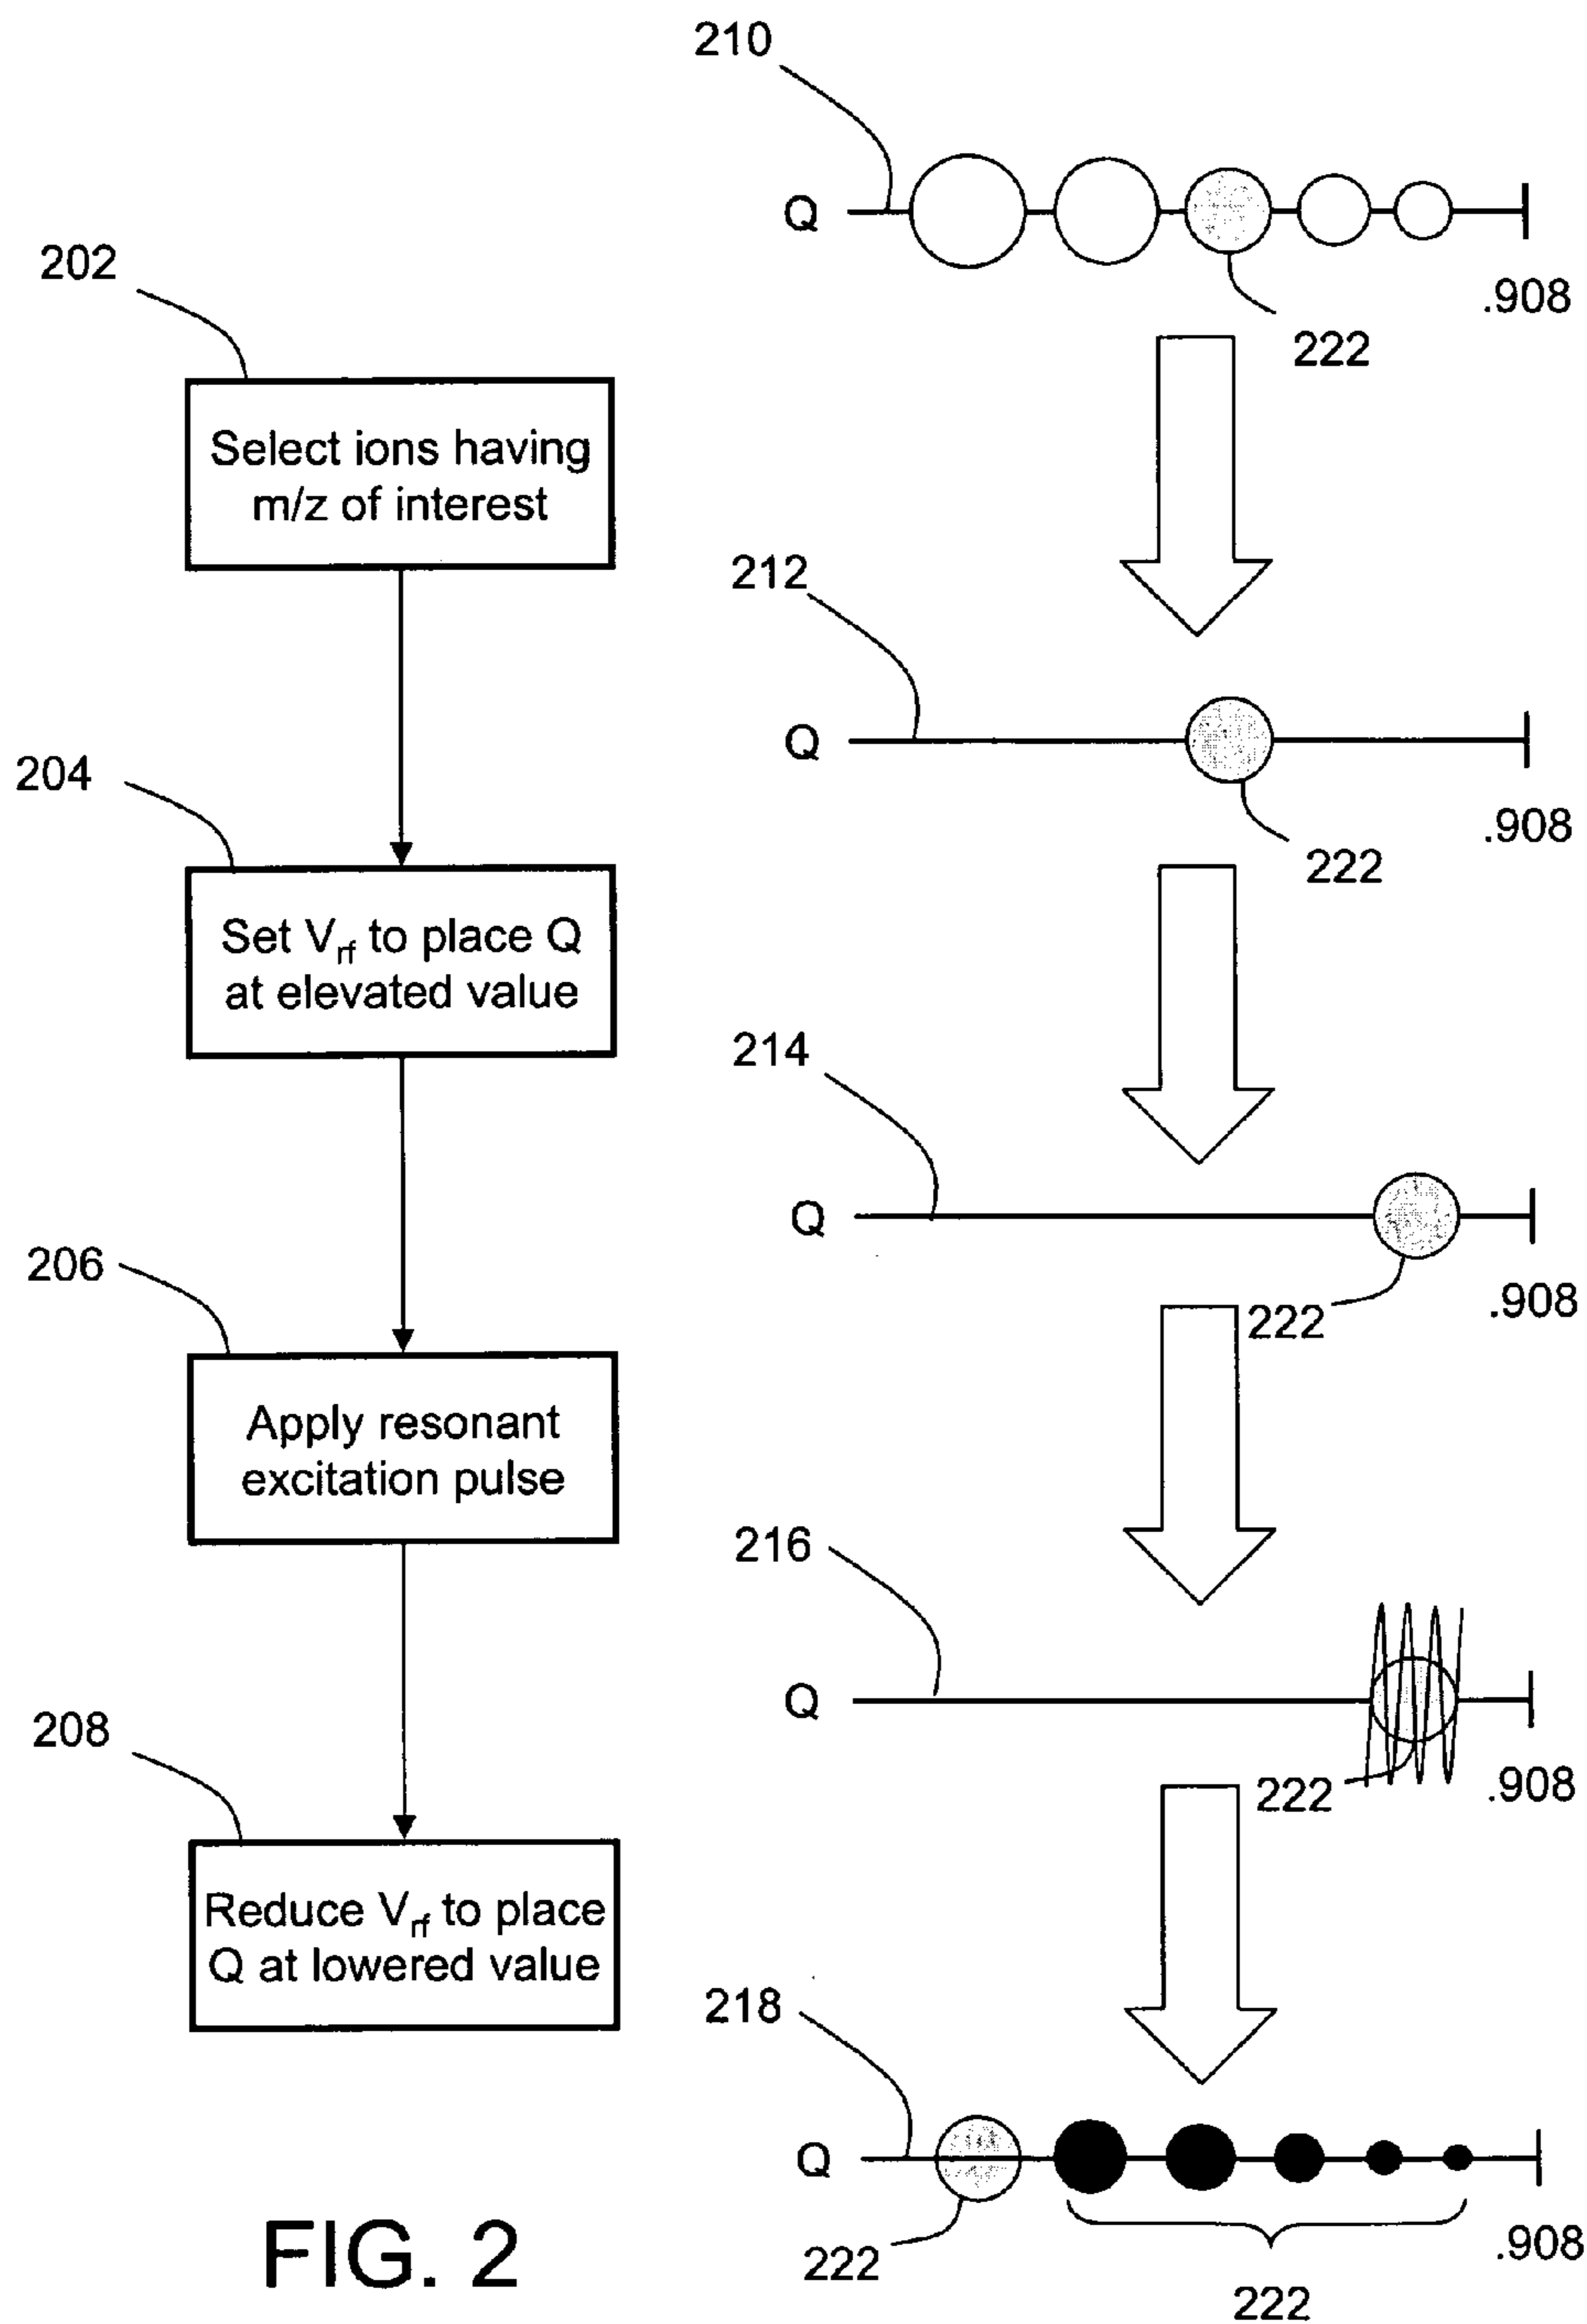 202
Select ions having
m/z of interest
204
Set Vrf to place Q
at elevated value
206
Apply resonant
excitation pulse
208
Reduce Vrf to place
Q at lowered value
FIG. 2
210
Q
.908
222
212
Q
.908
222
214
Q
.908
222
216
Q
.908
222
218
Q
.908
222
222